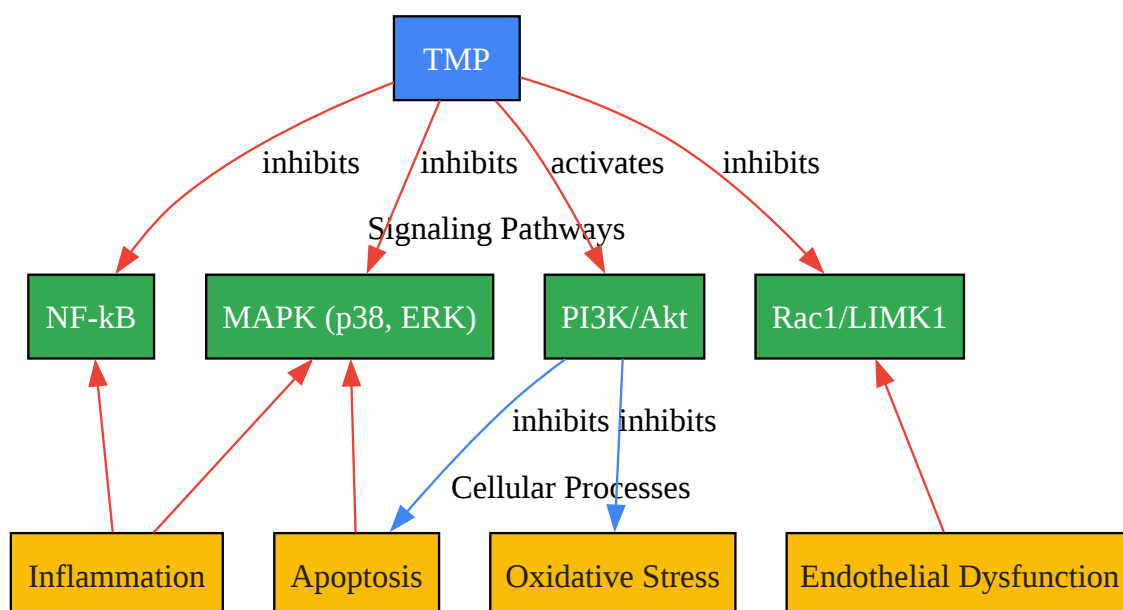 TMP
inhibits
inhibits
activates
inhibits
Signaling Pathways
NF-kB
MAPK (p38, ERK)
PI3K/Akt
Rac1/LIMK1
inhibits
inhibits
Cellular Processes
Inflammation
Apoptosis
Oxidative Stress
Endothelial Dysfunction